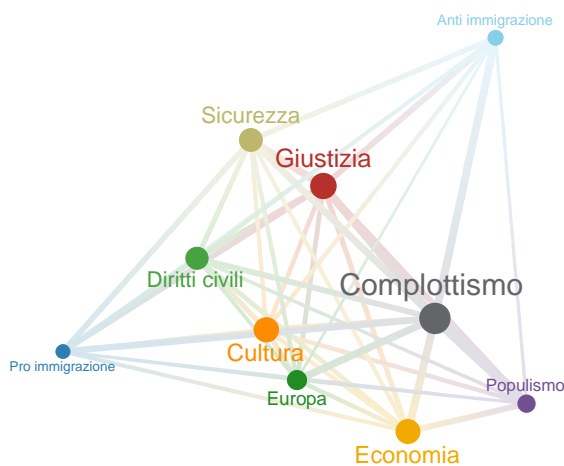 Anti immigrazione
Sicurezza
Giustizia
Diritti civili
Complottismo
Cultura
Pro immigrazione
Europa
Populismo
Economia